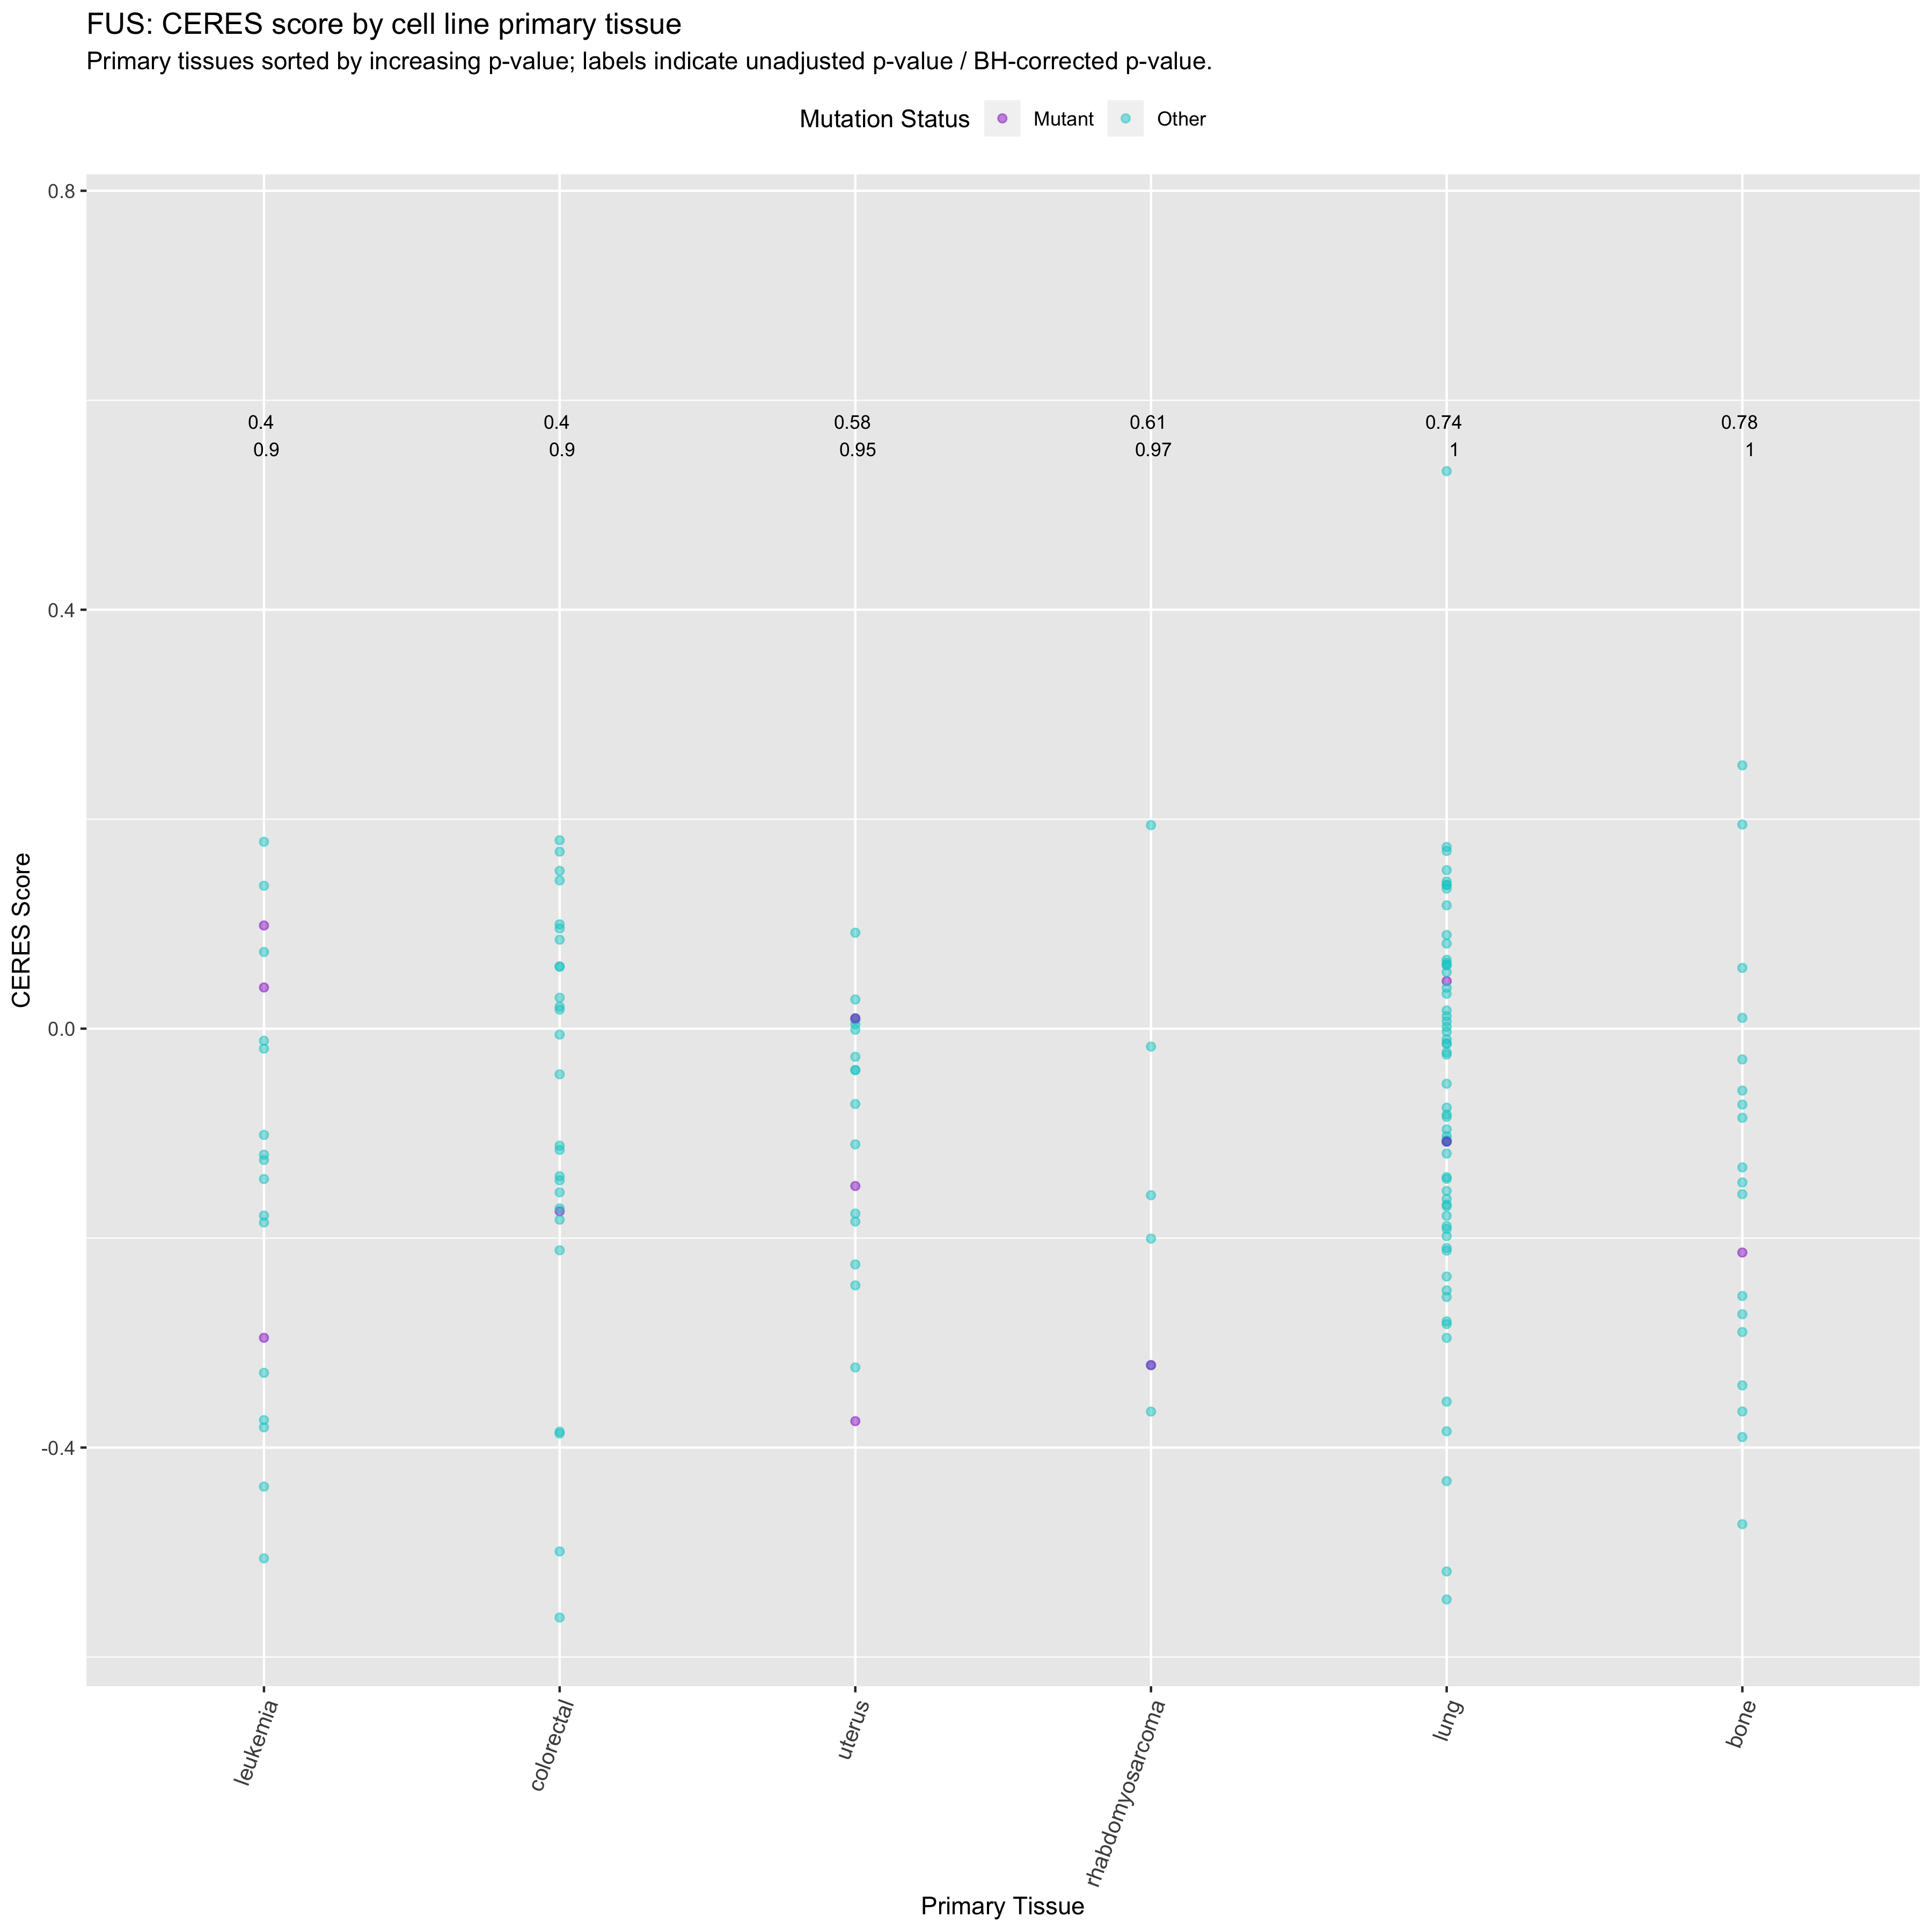 FUS: CERES score by cell line primary tissue
Primary tissues sorted by increasing p-value; labels indicate unadjusted p-value / BH-corrected p-value.
Mutation Status Mutant Other
0.8
0.4 0.4 0.58 0.61 0.74 0.78
0.9 0.9 0.95 0.97 1 1
0.4
0.0
-0.4
CERES Score
leukemia colorectal uterus rhabdomyosarcoma lung bone
Primary Tissue